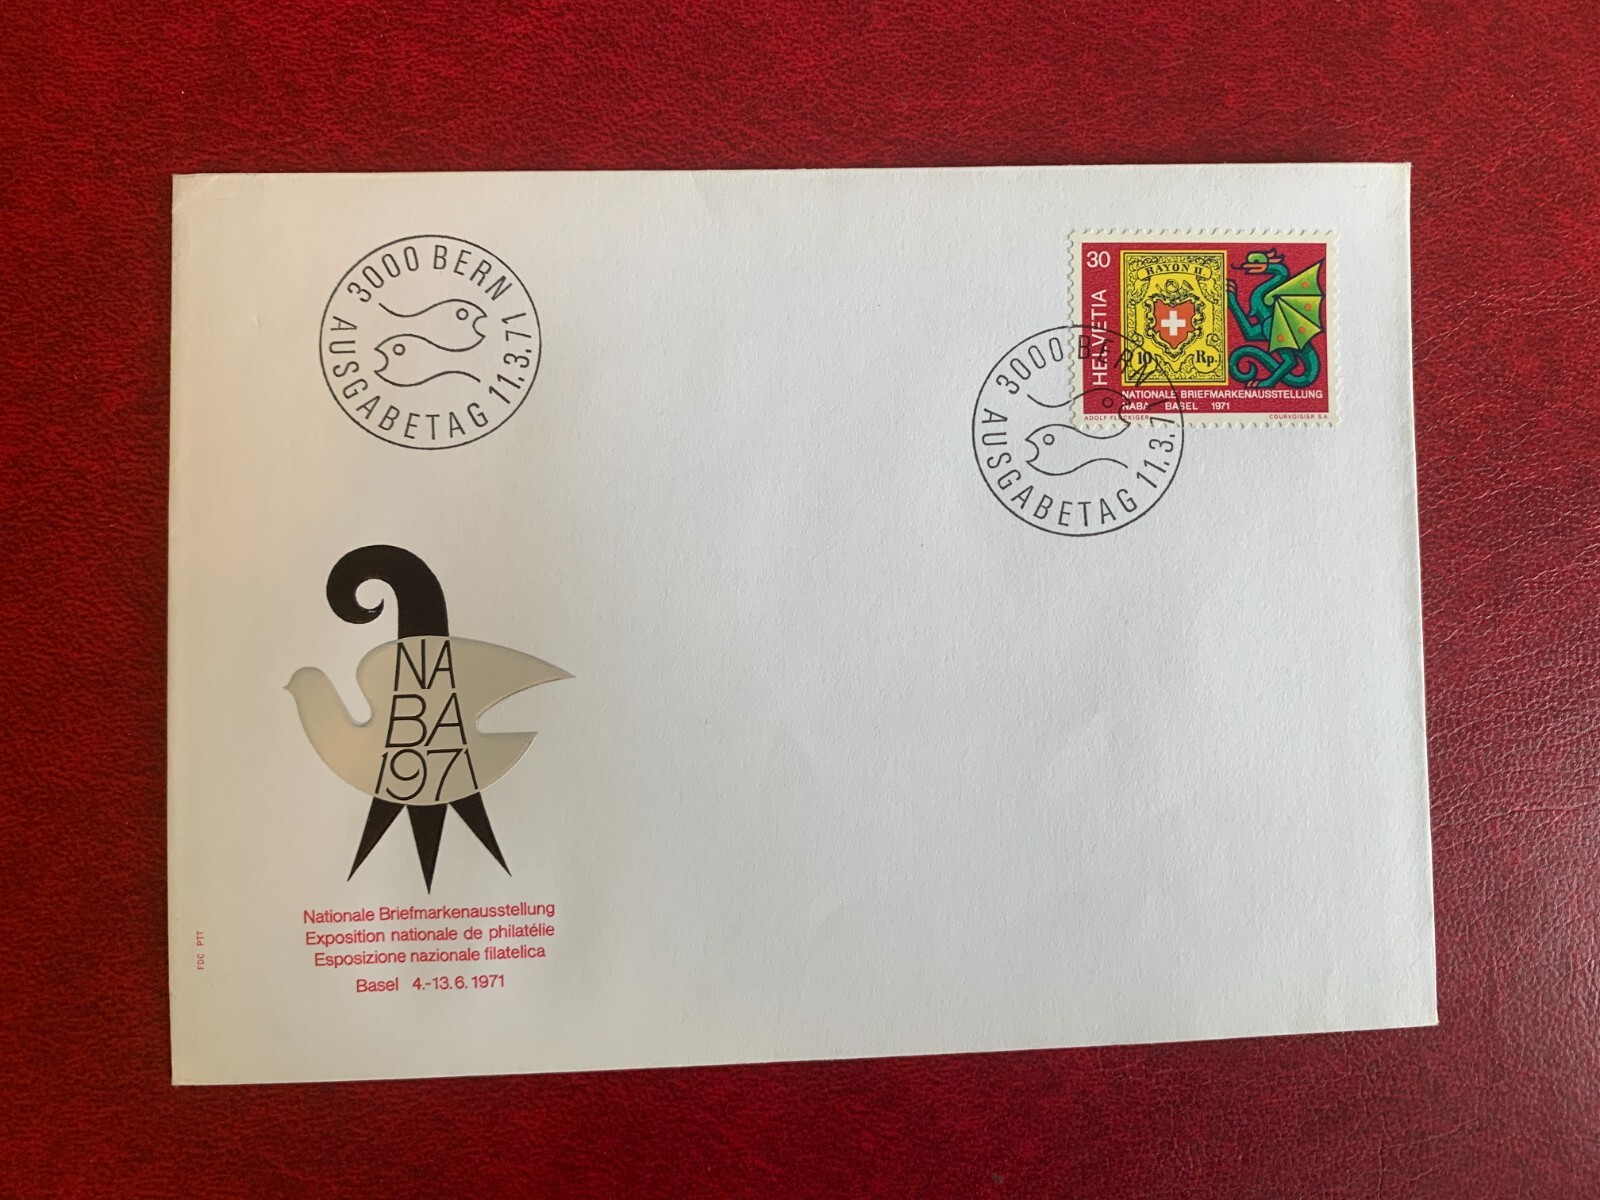 3000 BERN 11.3.71
AUSGABETAG
30
HELVETIA
RAYON II.
10 Rp.
NATIONALE BRIEFMARKENAUSSTELLUNG
NABA BASEL 1971
ADOLF FLÜCKIGER
COURVOISIER S.A.
3000 BERN 11.3.71
AUSGABETAG
NA
BA
1971
Nationale Briefmarkenausstellung
Exposition nationale de philatélie
Esposizione nazionale filatelica
Basel 4.-13.6.1971
FDC. PTT